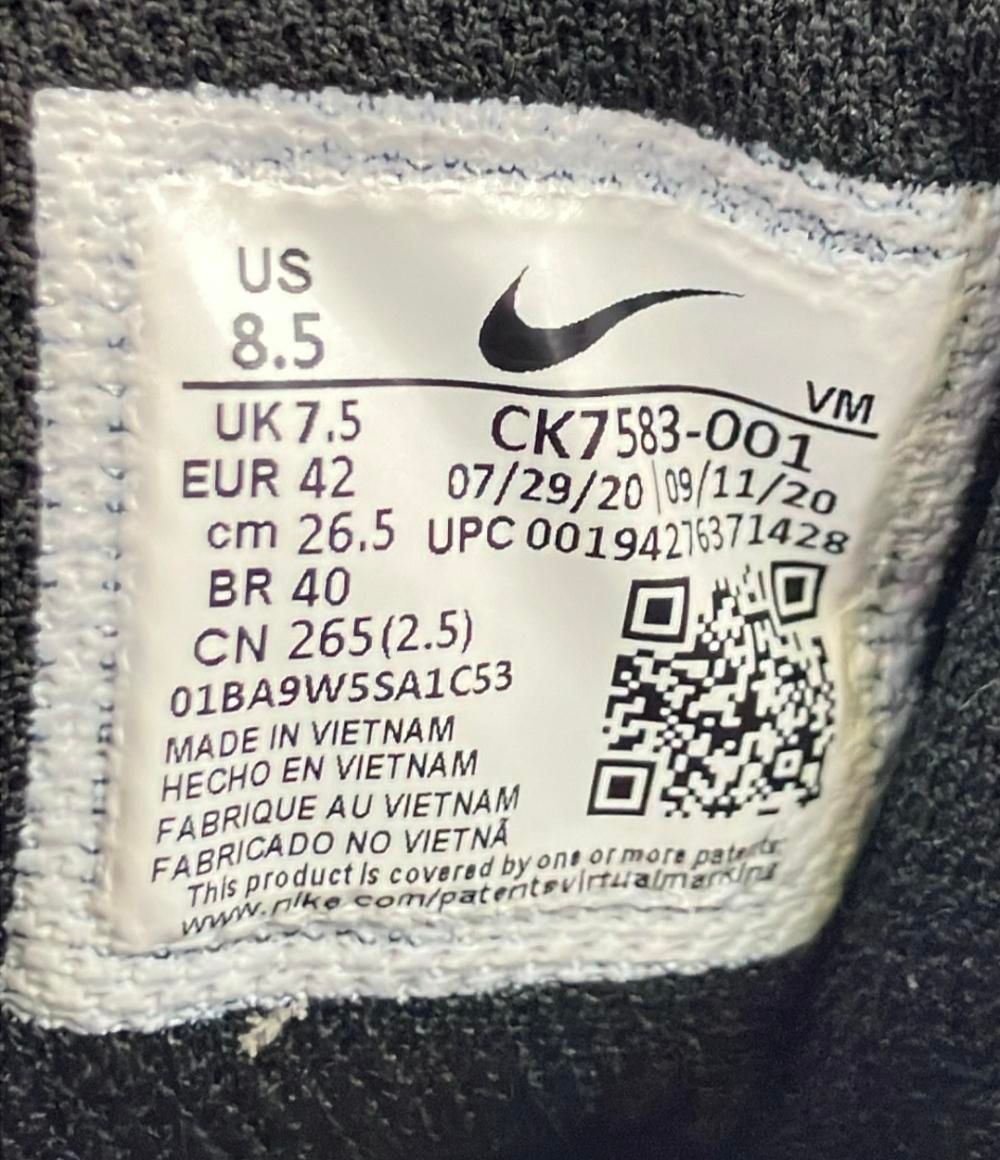 US
8.5
VM
UK 7.5
CK7583-001
EUR 42
07/29/20 | 09/11/20
cm 26.5
UPC 00194276371428
BR 40
CN 265(2.5)
01BA9W5SA1C53
MADE IN VIETNAM
HECHO EN VIETNAM
FABRIQUE AU VIETNAM
FABRICADO NO VIETNÃ
This product is covered by one or more patents.
www.nike.com/patentsvirtualmarking